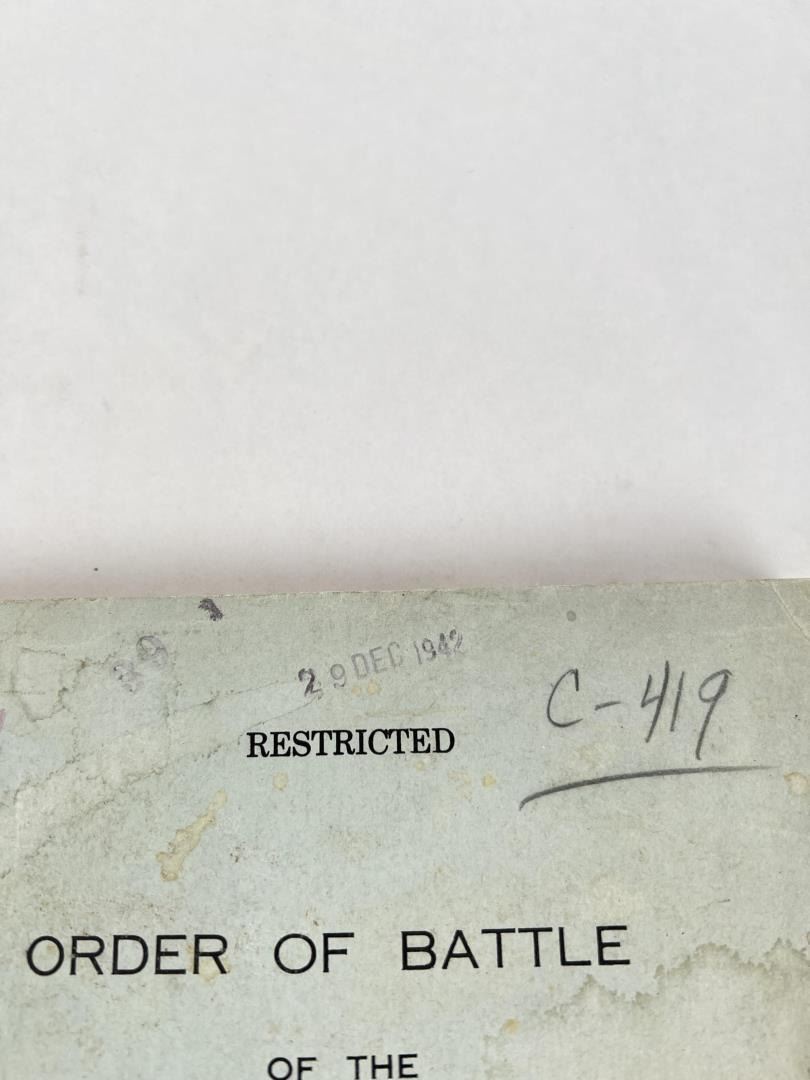 29 DEC 1942
C-419
RESTRICTED
ORDER OF BATTLE
OF THE